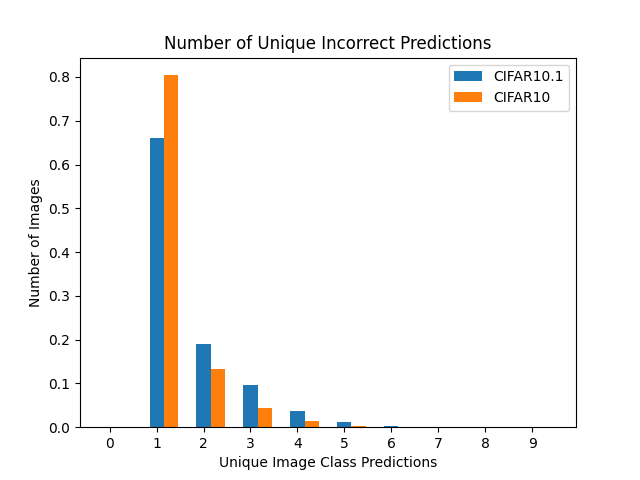 Number of Unique Incorrect Predictions
CIFAR10.1
CIFAR10
Number of Images
0.8
0.7
0.6
0.5
0.4
0.3
0.2
0.1
0.0
0 1 2 3 4 5 6 7 8 9
Unique Image Class Predictions